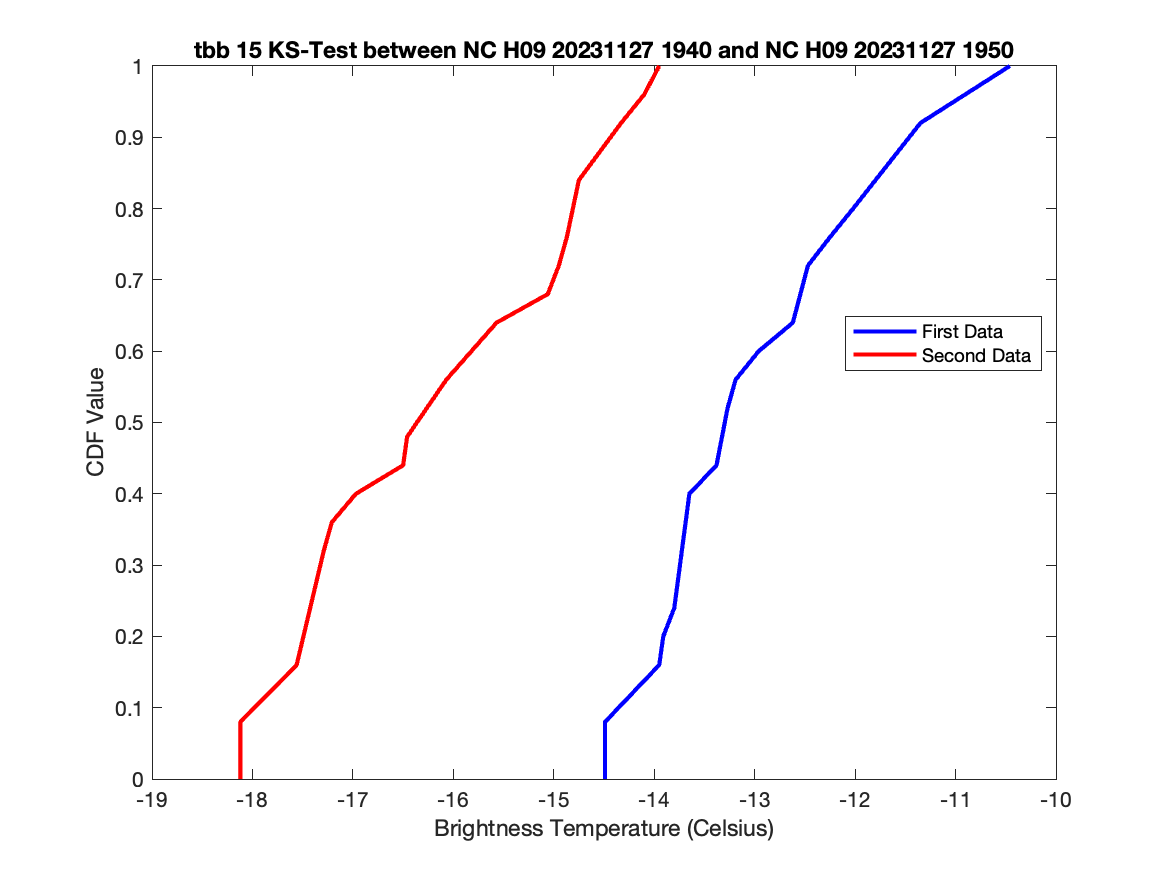 tbb 15 KS-Test between NC H09 20231127 1940 and NC H09 20231127 1950
1
0.9
0.8
0.7
0.6
0.5
0.4
0.3
0.2
0.1
0
CDF Value
First Data
Second Data
-19 -18 -17 -16 -15 -14 -13 -12 -11 -10
Brightness Temperature (Celsius)